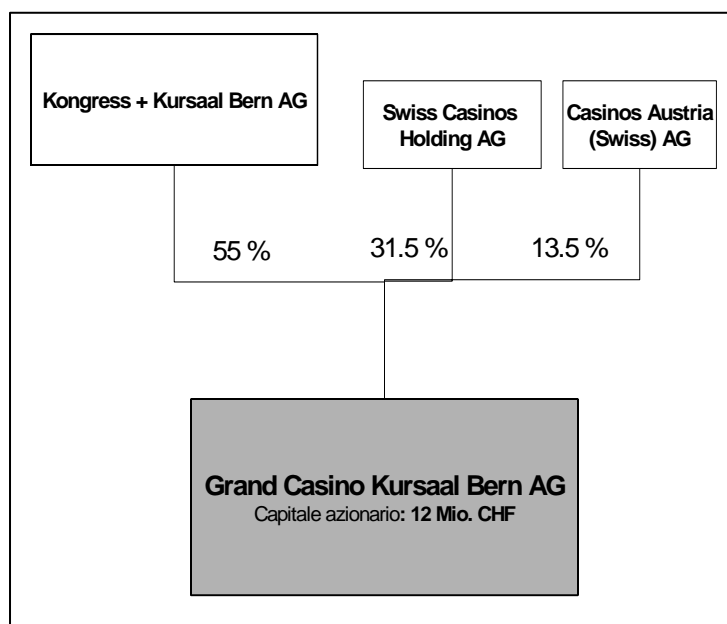 Kongress + Kursaal Bern AG
Swiss Casinos
Holding AG
Casinos Austria
(Swiss) AG
55 %
31.5 %
13.5 %
Grand Casino Kursaal Bern AG
Capitale azionario: 12 Mio. CHF